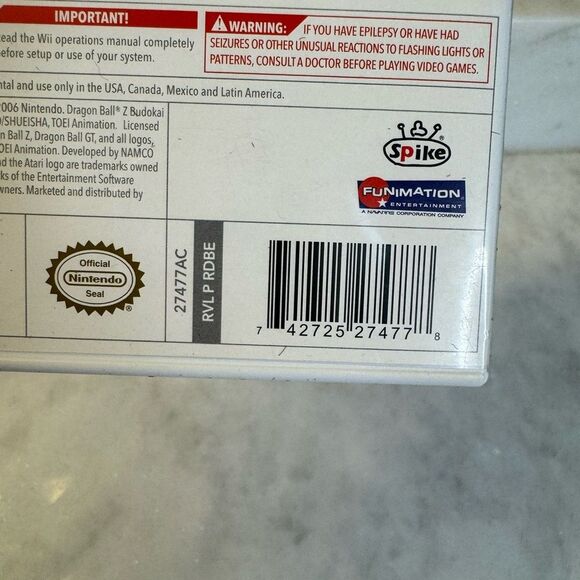 IMPORTANT!
ead the Wii operations manual completely
before setup or use of your system.
WARNING: IF YOU HAVE EPILEPSY OR HAVE HAD
SEIZURES OR OTHER UNUSUAL REACTIONS TO FLASHING LIGHTS OR
PATTERNS, CONSULT A DOCTOR BEFORE PLAYING VIDEO GAMES.
ntal and use only in the USA, Canada, Mexico and Latin America.
2006 Nintendo. Dragon Ball® Z Budokai
/SHUEISHA, TOEI Animation. Licensed
n Ball Z, Dragon Ball GT, and all logos,
OEI Animation. Developed by NAMCO
nd the Atari logo are trademarks owned
ks of the Entertainment Software
wners. Marketed and distributed by
Spike®
FUNIMATION
ENTERTAINMENT
A NAVARRE CORPORATION COMPANY
Official
Nintendo
Seal
®
27477AC
RVL P RDBE
7 42725 27477 8